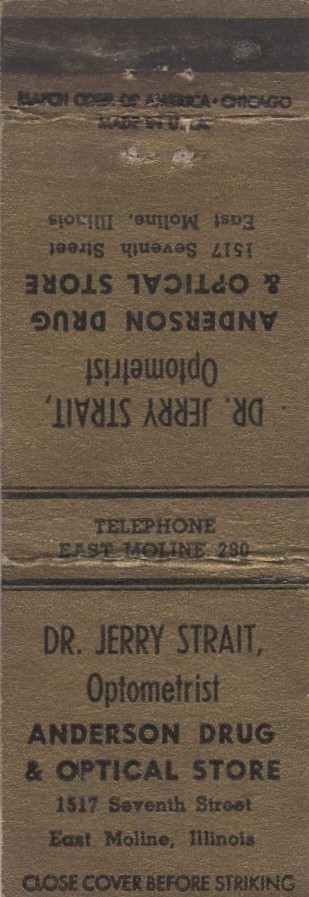 MATCH CORP. OF AMERICA • CHICAGO
MADE IN U.S.A.
DR. JERRY STRAIT,
Optometrist
ANDERSON DRUG
& OPTICAL STORE
1517 Seventh Street
East Moline, Illinois
TELEPHONE
EAST MOLINE 280
DR. JERRY STRAIT,
Optometrist
ANDERSON DRUG
& OPTICAL STORE
1517 Seventh Street
East Moline, Illinois
CLOSE COVER BEFORE STRIKING